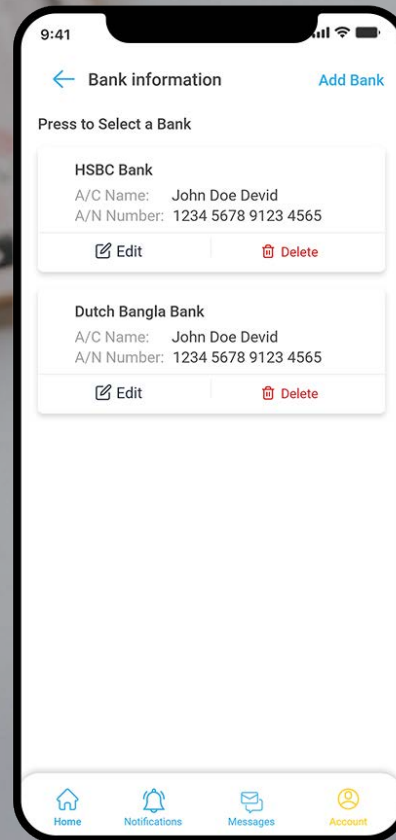 9:41
Bank information Add Bank
Press to Select a Bank
HSBC Bank
A/C Name: John Doe Devid
A/N Number: 1234 5678 9123 4565
Edit Delete
Dutch Bangla Bank
A/C Name: John Doe Devid
A/N Number: 1234 5678 9123 4565
Edit Delete
Home Notifications Messages Account